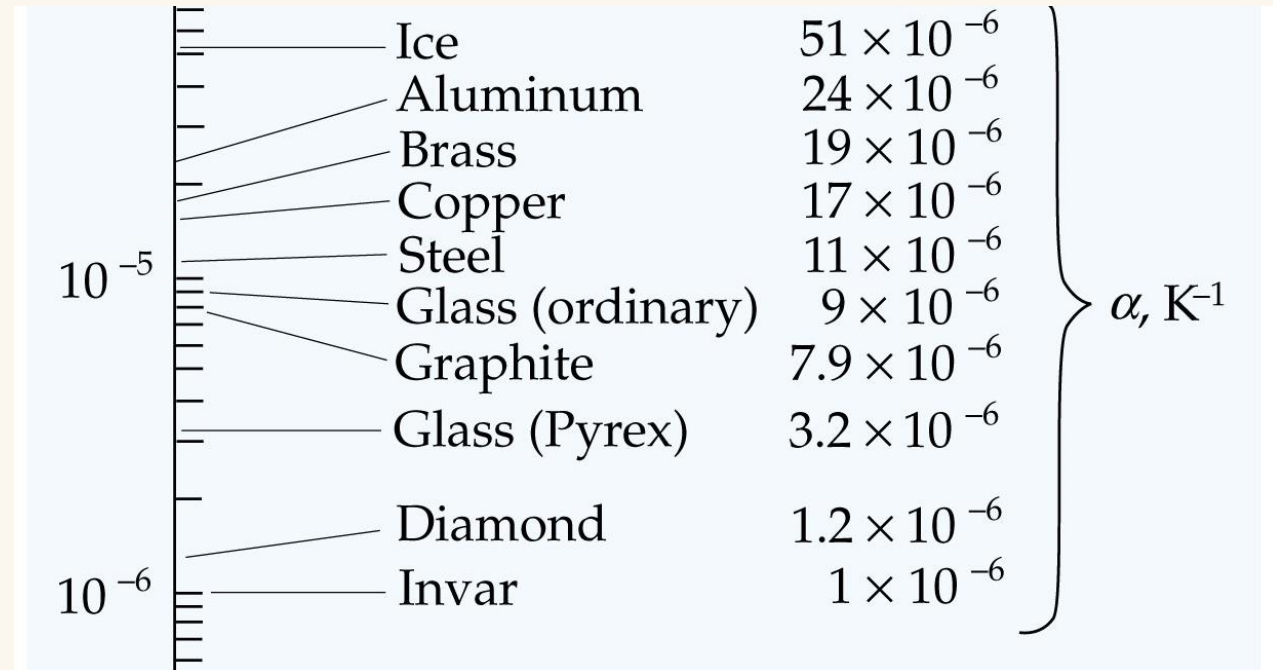 Ice 51 × 10⁻⁶
Aluminum 24 × 10⁻⁶
Brass 19 × 10⁻⁶
Copper 17 × 10⁻⁶
Steel 11 × 10⁻⁶
10⁻⁵
Glass (ordinary) 9 × 10⁻⁶
α, K⁻¹
Graphite 7.9 × 10⁻⁶
Glass (Pyrex) 3.2 × 10⁻⁶
Diamond 1.2 × 10⁻⁶
10⁻⁶
Invar 1 × 10⁻⁶